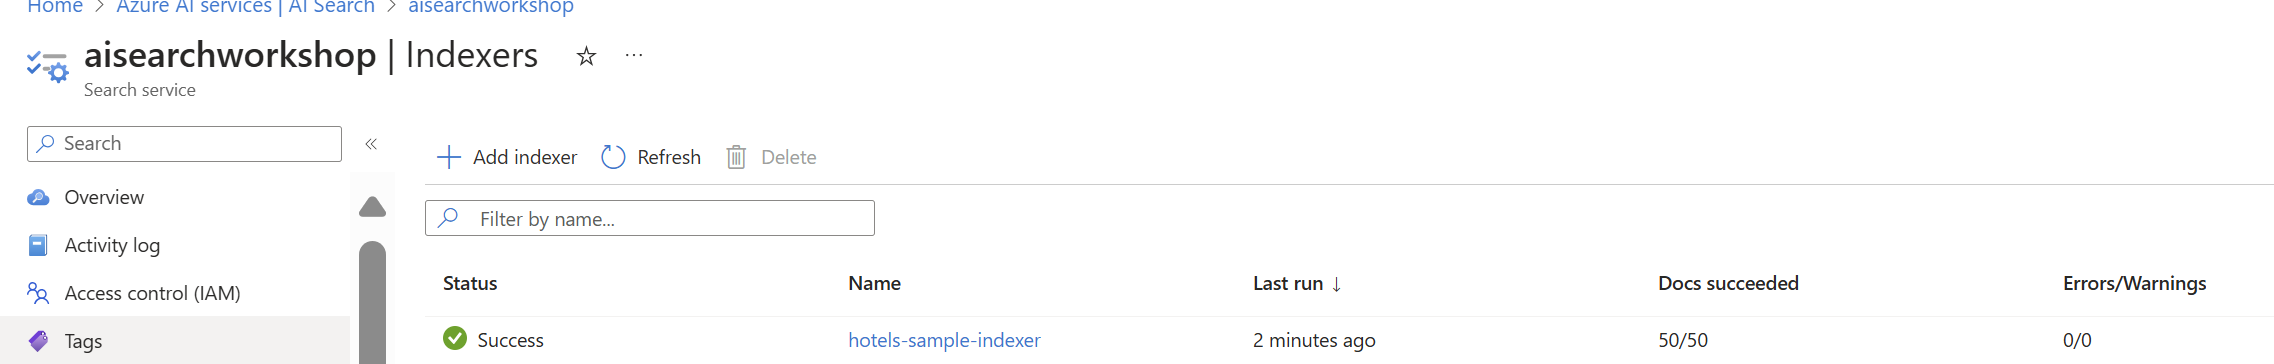 Home > Azure AI services | AI Search > aisearchworkshop
aisearchworkshop | Indexers
Search service
Search
Overview
Activity log
Access control (IAM)
Tags
Add indexer Refresh Delete
Filter by name...
Status Name Last run ↓ Docs succeeded Errors/Warnings
Success hotels-sample-indexer 2 minutes ago 50/50 0/0